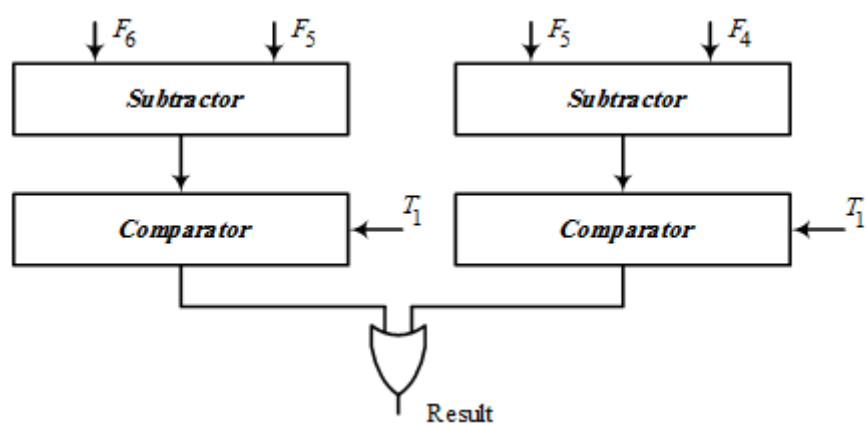 F6 F5 F5 F4
Subtractor Subtractor
Comparator T1 Comparator T1
Result